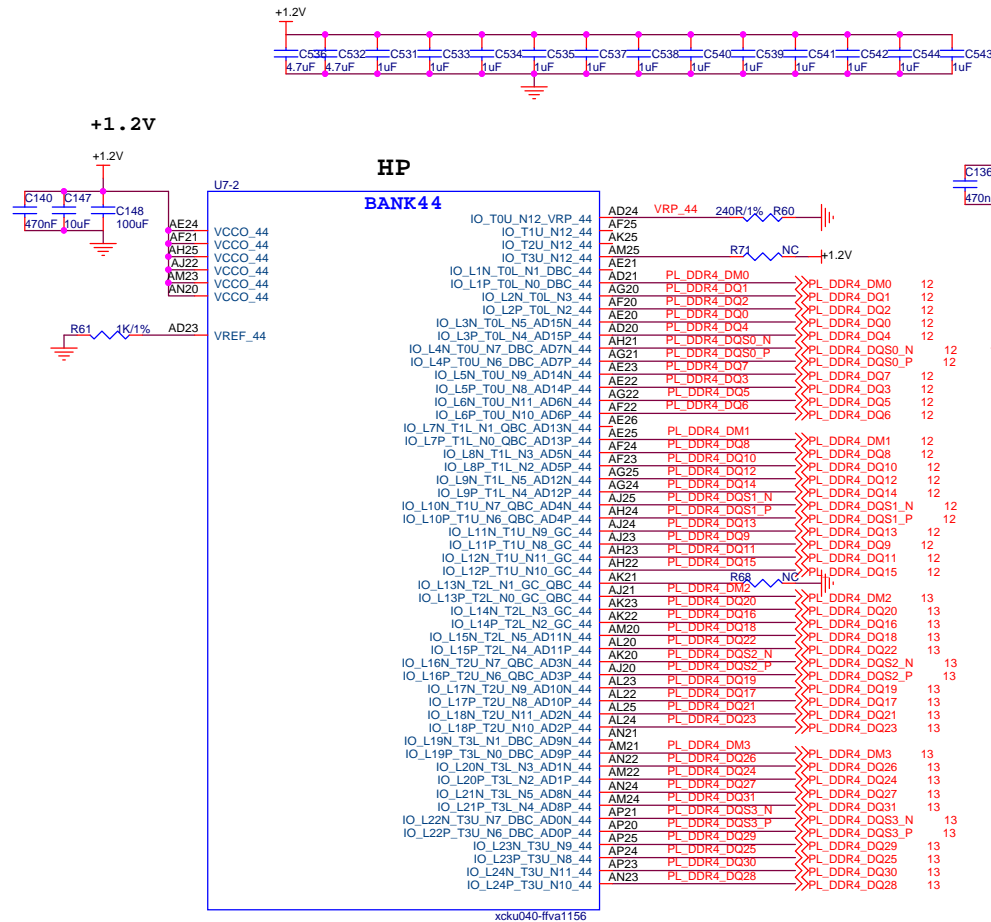 +1.2V
C536 C532 C531 C533 C534 C535 C537 C538 C540 C539 C541 C542 C544 C543
4.7uF 4.7uF 1uF 1uF 1uF 1uF 1uF 1uF 1uF 1uF 1uF 1uF 1uF 1uF
+1.2V
+1.2V
HP
C136
470n
U7-2
BANK44
C140 C147 C148
470nF 10uF 100uF
AE24 VCCO_44
AF21 VCCO_44
AH25 VCCO_44
AJ22 VCCO_44
AM23 VCCO_44
AN20 VCCO_44
R61 1K/1% AD23 VREF_44
IO_T0U_N12_VRP_44 AD24 VRP_44 240R/1% R60
IO_T1U_N12_44 AF25
IO_T2U_N12_44 AK25
IO_T3U_N12_44 AM25 R71 NC +1.2V
IO_L1N_T0L_N1_DBC_44 AE21
IO_L1P_T0L_N0_DBC_44 AD21 PL_DDR4_DM0 PL_DDR4_DM0 12
IO_L2N_T0L_N3_44 AG20 PL_DDR4_DQ1 PL_DDR4_DQ1 12
IO_L2P_T0L_N2_44 AF20 PL_DDR4_DQ2 PL_DDR4_DQ2 12
IO_L3N_T0L_N5_AD15N_44 AE20 PL_DDR4_DQ0 PL_DDR4_DQ0 12
IO_L3P_T0L_N4_AD15P_44 AD20 PL_DDR4_DQ4 PL_DDR4_DQ4 12
IO_L4N_T0U_N7_DBC_AD7N_44 AH21 PL_DDR4_DQS0_N PL_DDR4_DQS0_N 12
IO_L4P_T0U_N6_DBC_AD7P_44 AG21 PL_DDR4_DQS0_P PL_DDR4_DQS0_P 12
IO_L5N_T0U_N9_AD14N_44 AE23 PL_DDR4_DQ7 PL_DDR4_DQ7 12
IO_L5P_T0U_N8_AD14P_44 AE22 PL_DDR4_DQ3 PL_DDR4_DQ3 12
IO_L6N_T0U_N11_AD6N_44 AG22 PL_DDR4_DQ5 PL_DDR4_DQ5 12
IO_L6P_T0U_N10_AD6P_44 AF22 PL_DDR4_DQ6 PL_DDR4_DQ6 12
IO_L7N_T1L_N1_QBC_AD13N_44 AE26
IO_L7P_T1L_N0_QBC_AD13P_44 AE25 PL_DDR4_DM1 PL_DDR4_DM1 12
IO_L8N_T1L_N3_AD5N_44 AF24 PL_DDR4_DQ8 PL_DDR4_DQ8 12
IO_L8P_T1L_N2_AD5P_44 AF23 PL_DDR4_DQ10 PL_DDR4_DQ10 12
IO_L9N_T1L_N5_AD12N_44 AG25 PL_DDR4_DQ12 PL_DDR4_DQ12 12
IO_L9P_T1L_N4_AD12P_44 AG24 PL_DDR4_DQ14 PL_DDR4_DQ14 12
IO_L10N_T1U_N7_QBC_AD4N_44 AJ25 PL_DDR4_DQS1_N PL_DDR4_DQS1_N 12
IO_L10P_T1U_N6_QBC_AD4P_44 AH24 PL_DDR4_DQS1_P PL_DDR4_DQS1_P 12
IO_L11N_T1U_N9_GC_44 AJ24 PL_DDR4_DQ13 PL_DDR4_DQ13 12
IO_L11P_T1U_N8_GC_44 AJ23 PL_DDR4_DQ9 PL_DDR4_DQ9 12
IO_L12N_T1U_N11_GC_44 AH23 PL_DDR4_DQ11 PL_DDR4_DQ11 12
IO_L12P_T1U_N10_GC_44 AH22 PL_DDR4_DQ15 PL_DDR4_DQ15 12
IO_L13N_T2L_N1_GC_QBC_44 AK21 R68 NC
IO_L13P_T2L_N0_GC_QBC_44 AJ21 PL_DDR4_DM2 PL_DDR4_DM2 13
IO_L14N_T2L_N3_GC_44 AK23 PL_DDR4_DQ20 PL_DDR4_DQ20 13
IO_L14P_T2L_N2_GC_44 AK22 PL_DDR4_DQ16 PL_DDR4_DQ16 13
IO_L15N_T2L_N5_AD11N_44 AM20 PL_DDR4_DQ18 PL_DDR4_DQ18 13
IO_L15P_T2L_N4_AD11P_44 AL20 PL_DDR4_DQ22 PL_DDR4_DQ22 13
IO_L16N_T2U_N7_QBC_AD3N_44 AK20 PL_DDR4_DQS2_N PL_DDR4_DQS2_N 13
IO_L16P_T2U_N6_QBC_AD3P_44 AJ20 PL_DDR4_DQS2_P PL_DDR4_DQS2_P 13
IO_L17N_T2U_N9_AD10N_44 AL23 PL_DDR4_DQ19 PL_DDR4_DQ19 13
IO_L17P_T2U_N8_AD10P_44 AL22 PL_DDR4_DQ17 PL_DDR4_DQ17 13
IO_L18N_T2U_N11_AD2N_44 AL25 PL_DDR4_DQ21 PL_DDR4_DQ21 13
IO_L18P_T2U_N10_AD2P_44 AL24 PL_DDR4_DQ23 PL_DDR4_DQ23 13
IO_L19N_T3L_N1_DBC_AD9N_44 AN21
IO_L19P_T3L_N0_DBC_AD9P_44 AM21 PL_DDR4_DM3 PL_DDR4_DM3 13
IO_L20N_T3L_N3_AD1N_44 AN22 PL_DDR4_DQ26 PL_DDR4_DQ26 13
IO_L20P_T3L_N2_AD1P_44 AM22 PL_DDR4_DQ24 PL_DDR4_DQ24 13
IO_L21N_T3L_N5_AD8N_44 AN24 PL_DDR4_DQ27 PL_DDR4_DQ27 13
IO_L21P_T3L_N4_AD8P_44 AM24 PL_DDR4_DQ31 PL_DDR4_DQ31 13
IO_L22N_T3U_N7_DBC_AD0N_44 AP21 PL_DDR4_DQS3_N PL_DDR4_DQS3_N 13
IO_L22P_T3U_N6_DBC_AD0P_44 AP20 PL_DDR4_DQS3_P PL_DDR4_DQS3_P 13
IO_L23N_T3U_N9_44 AP25 PL_DDR4_DQ29 PL_DDR4_DQ29 13
IO_L23P_T3U_N8_44 AP24 PL_DDR4_DQ25 PL_DDR4_DQ25 13
IO_L24N_T3U_N11_44 AP23 PL_DDR4_DQ30 PL_DDR4_DQ30 13
IO_L24P_T3U_N10_44 AN23 PL_DDR4_DQ28 PL_DDR4_DQ28 13
xcku040-ffva1156